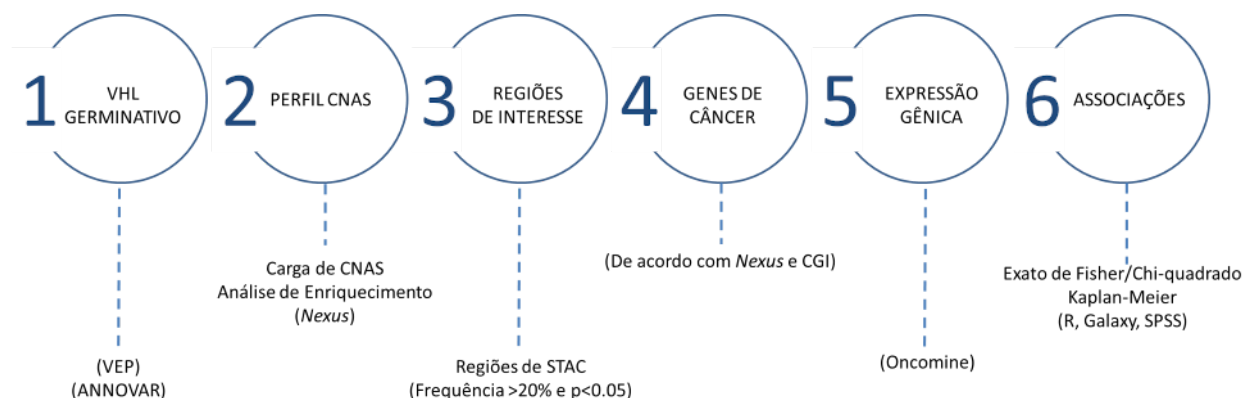 1
VHL
GERMINATIVO
(VEP)
(ANNOVAR)
2
PERFIL CNAS
Carga de CNAS
Análise de Enriquecimento
(Nexus)
3
REGIÕES
DE INTERESSE
Regiões de STAC
(Frequência >20% e p<0.05)
4
GENES DE
CÂNCER
(De acordo com Nexus e CGI)
5
EXPRESSÃO
GÊNICA
(Oncomine)
6
ASSOCIAÇÕES
Exato de Fisher/Chi-quadrado
Kaplan-Meier
(R, Galaxy, SPSS)